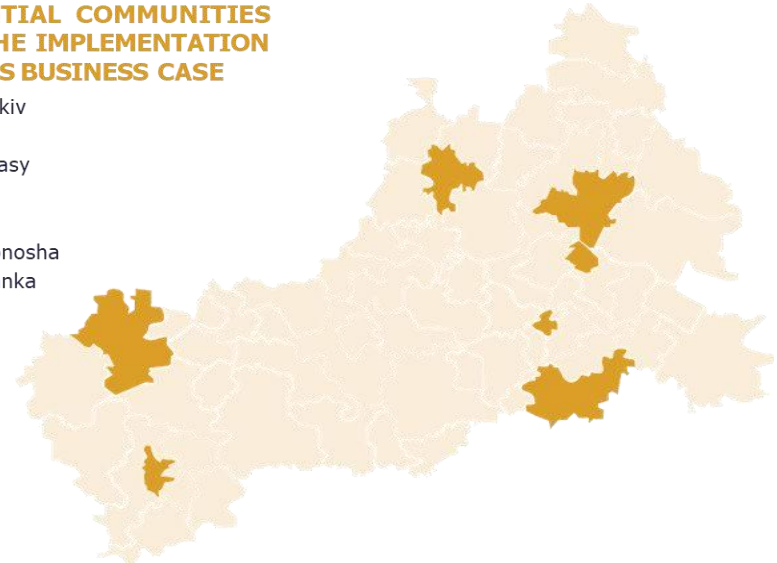 TIAL COMMUNITIES
HE IMPLEMENTATION
S BUSINESS CASE
kiv
asy
nosha
nka